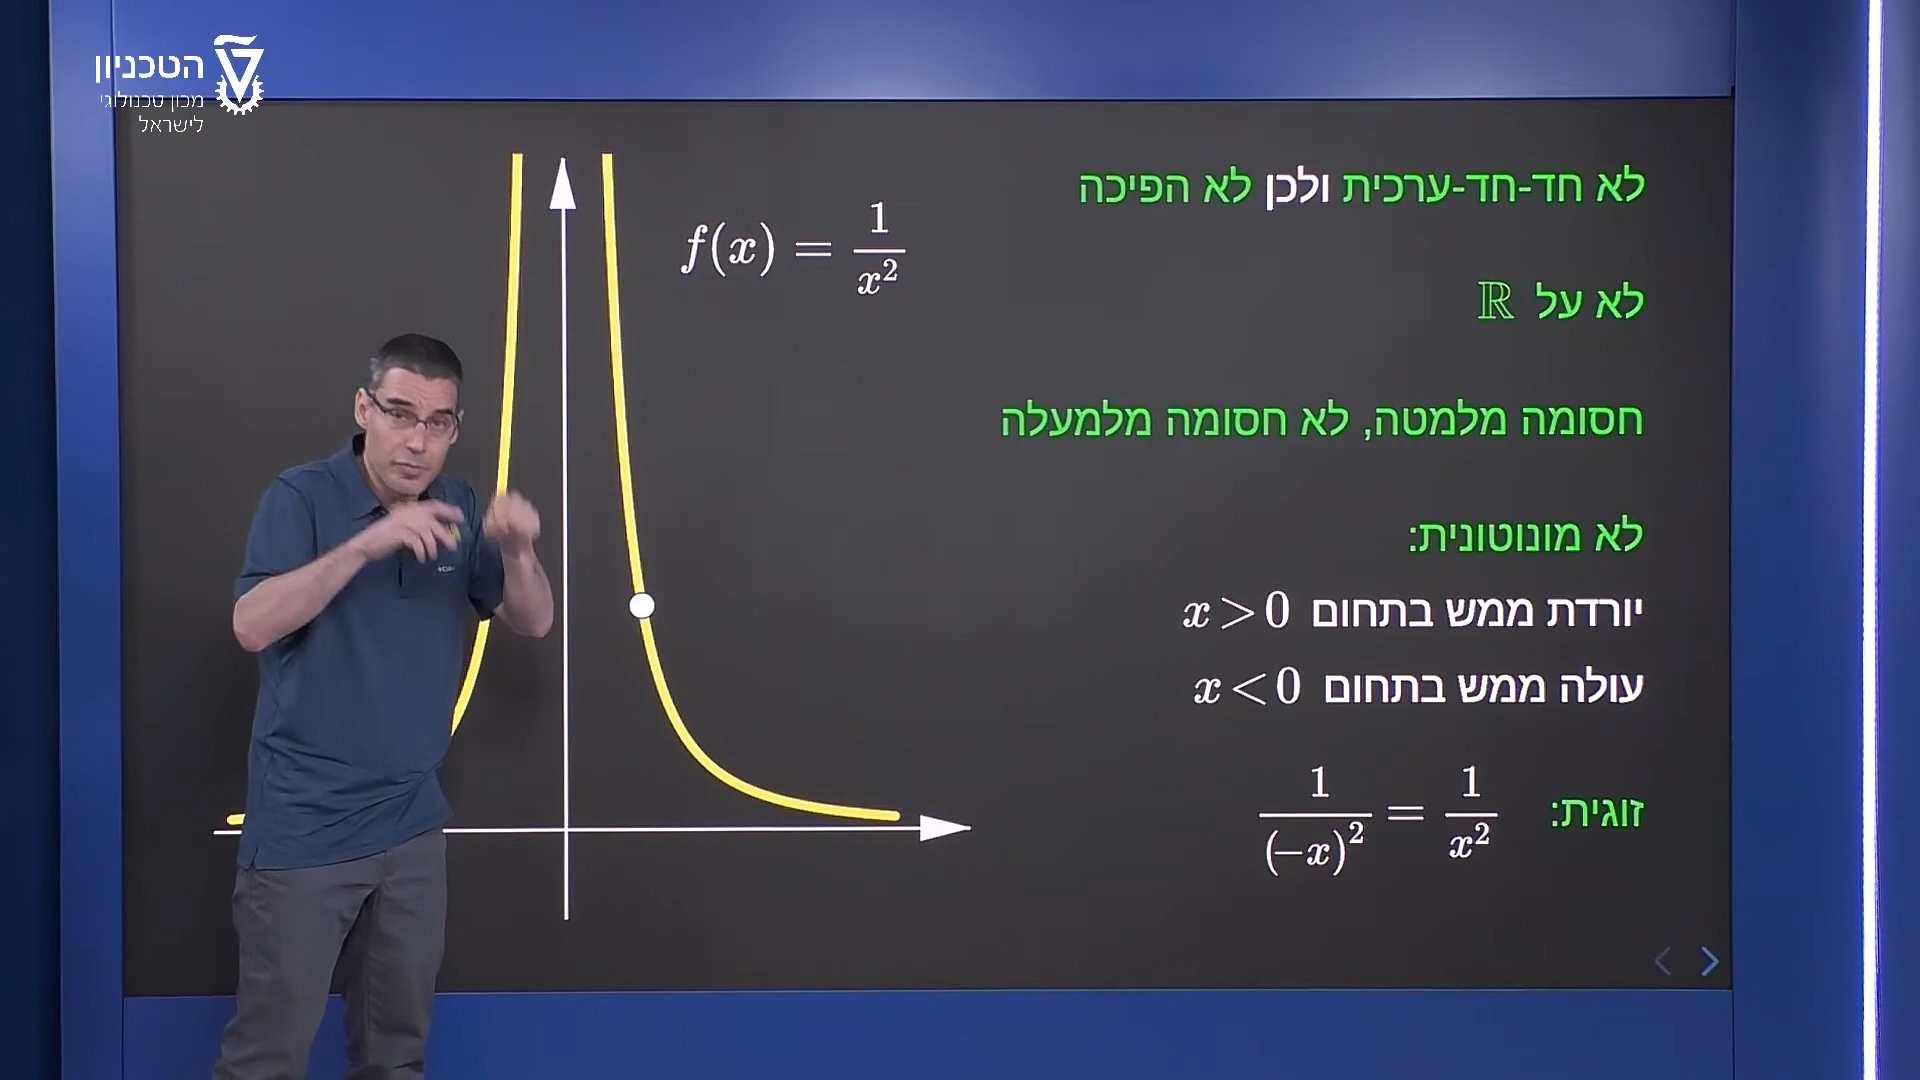 הטכניון
מכון טכנולוגי
לישראל
f(x) = 1/x²
לא חד-חד-ערכית ולכן לא הפיכה
לא על ℝ
חסומה מלמטה, לא חסומה מלמעלה
לא מונוטונית:
יורדת ממש בתחום x > 0
עולה ממש בתחום x < 0
זוגית: 1/(−x)² = 1/x²